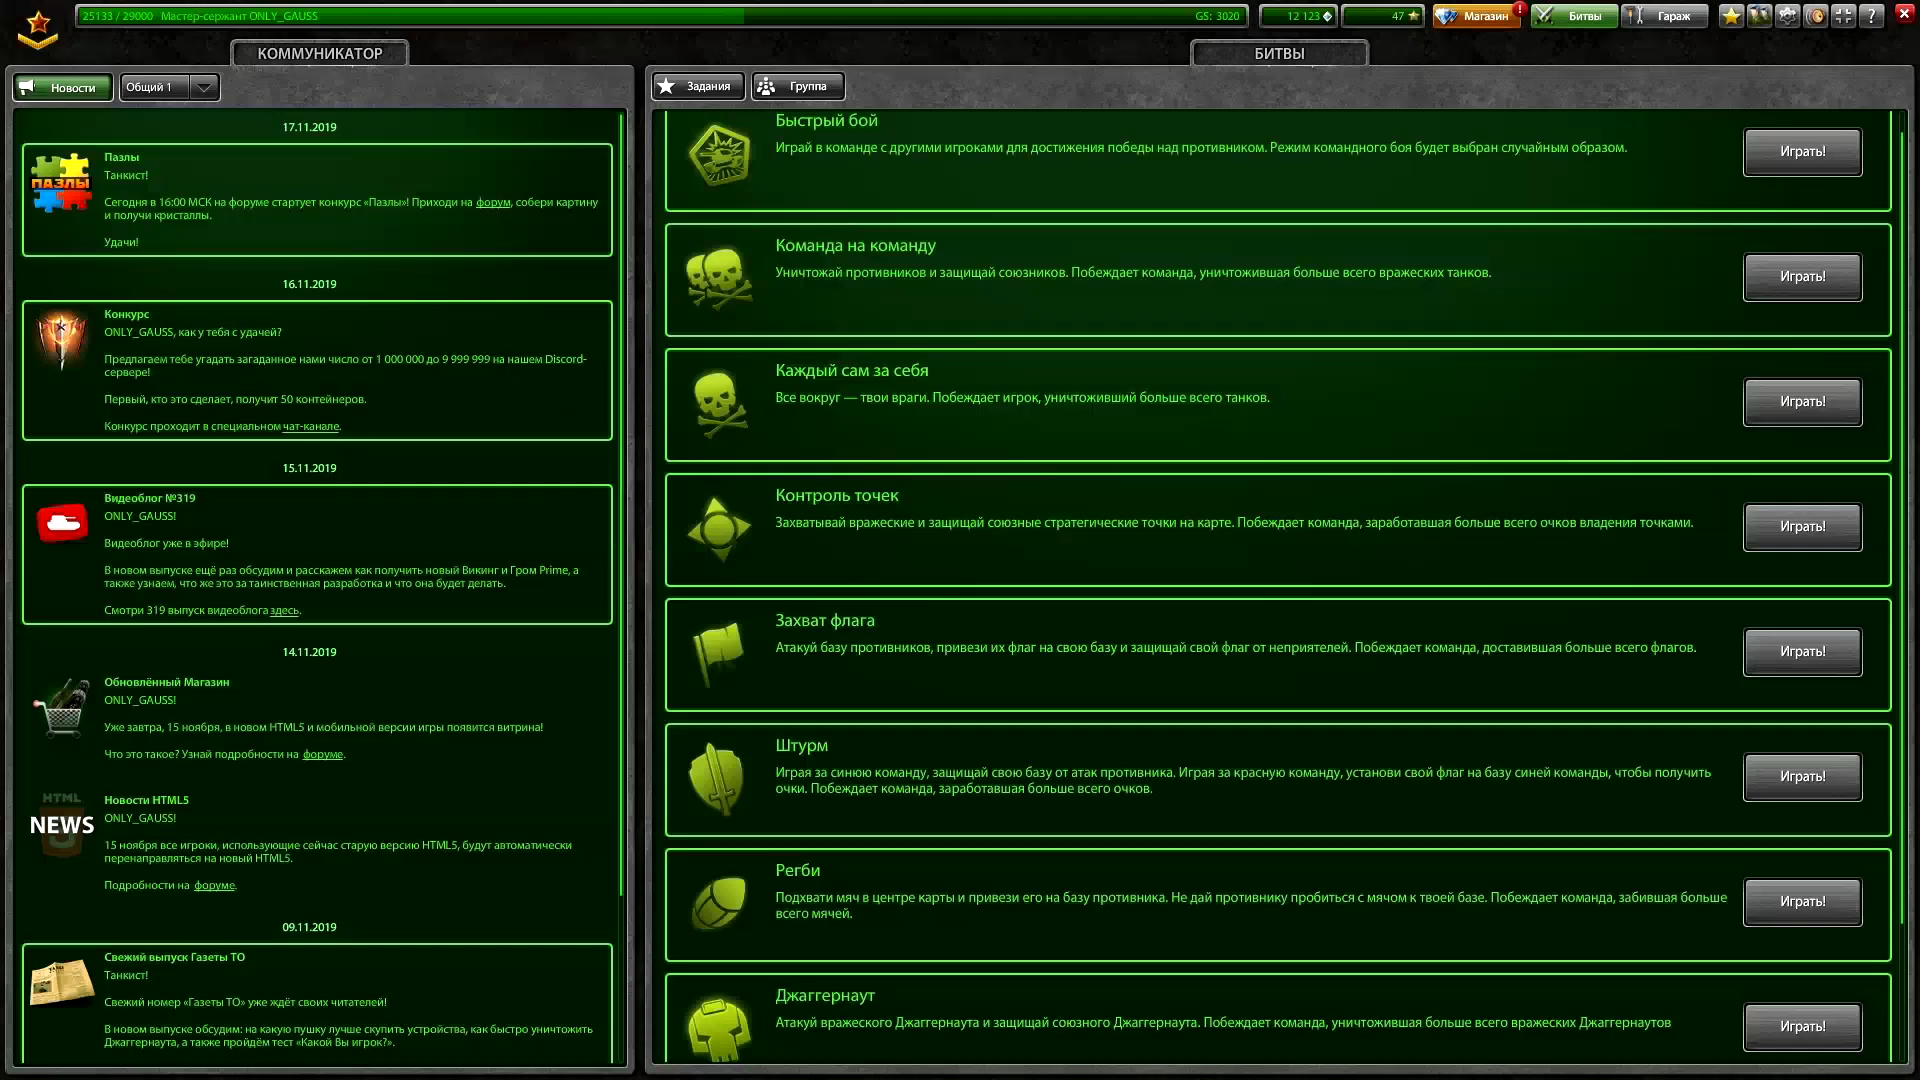 25133 / 29000 Мастер-сержант ONLY_GAUSS
GS: 3020
12 123
47
Магазин
!
Битвы
Гараж
?
КОММУНИКАТОР
БИТВЫ
Новости
Общий 1
17.11.2019
ПАЗЛЫ
Пазлы
Танкист!
Сегодня в 16:00 МСК на форуме стартует конкурс «Пазлы»! Приходи на форум, собери картину
и получи кристаллы.
Удачи!
16.11.2019
Конкурс
ONLY_GAUSS, как у тебя с удачей?
Предлагаем тебе угадать загаданное нами число от 1 000 000 до 9 999 999 на нашем Discord-
сервере!
Первый, кто это сделает, получит 50 контейнеров.
Конкурс проходит в специальном чат-канале.
15.11.2019
Видеоблог №319
ONLY_GAUSS!
Видеоблог уже в эфире!
В новом выпуске ещё раз обсудим и расскажем как получить новый Викинг и Гром Prime, а
также узнаем, что же это за таинственная разработка и что она будет делать.
Смотри 319 выпуск видеоблога здесь.
14.11.2019
Обновлённый Магазин
ONLY_GAUSS!
Уже завтра, 15 ноября, в новом HTML5 и мобильной версии игры появится витрина!
Что это такое? Узнай подробности на форуме.
HTML
NEWS
Новости HTML5
ONLY_GAUSS!
15 ноября все игроки, использующие сейчас старую версию HTML5, будут автоматически
перенаправляться на новый HTML5.
Подробности на форуме.
09.11.2019
Свежий выпуск Газеты ТО
Танкист!
Свежий номер «Газеты ТО» уже ждёт своих читателей!
В новом выпуске обсудим: на какую пушку лучше скупить устройства, как быстро уничтожить
Джаггернаута, а также пройдём тест «Какой Вы игрок?».
Задания
Группа
Быстрый бой
Играй в команде с другими игроками для достижения победы над противником. Режим командного боя будет выбран случайным образом.
Играть!
Команда на команду
Уничтожай противников и защищай союзников. Побеждает команда, уничтожившая больше всего вражеских танков.
Играть!
Каждый сам за себя
Все вокруг — твои враги. Побеждает игрок, уничтоживший больше всего танков.
Играть!
Контроль точек
Захватывай вражеские и защищай союзные стратегические точки на карте. Побеждает команда, заработавшая больше всего очков владения точками.
Играть!
Захват флага
Атакуй базу противников, привези их флаг на свою базу и защищай свой флаг от неприятелей. Побеждает команда, доставившая больше всего флагов.
Играть!
Штурм
Играя за синюю команду, защищай свою базу от атак противника. Играя за красную команду, установи свой флаг на базу синей команды, чтобы получить
очки. Побеждает команда, заработавшая больше всего очков.
Играть!
Регби
Подхвати мяч в центре карты и привези его на базу противника. Не дай противнику пробиться с мячом к твоей базе. Побеждает команда, забившая больше
всего мячей.
Играть!
Джаггернаут
Атакуй вражеского Джаггернаута и защищай союзного Джаггернаута. Побеждает команда, уничтожившая больше всего вражеских Джаггернаутов
Играть!